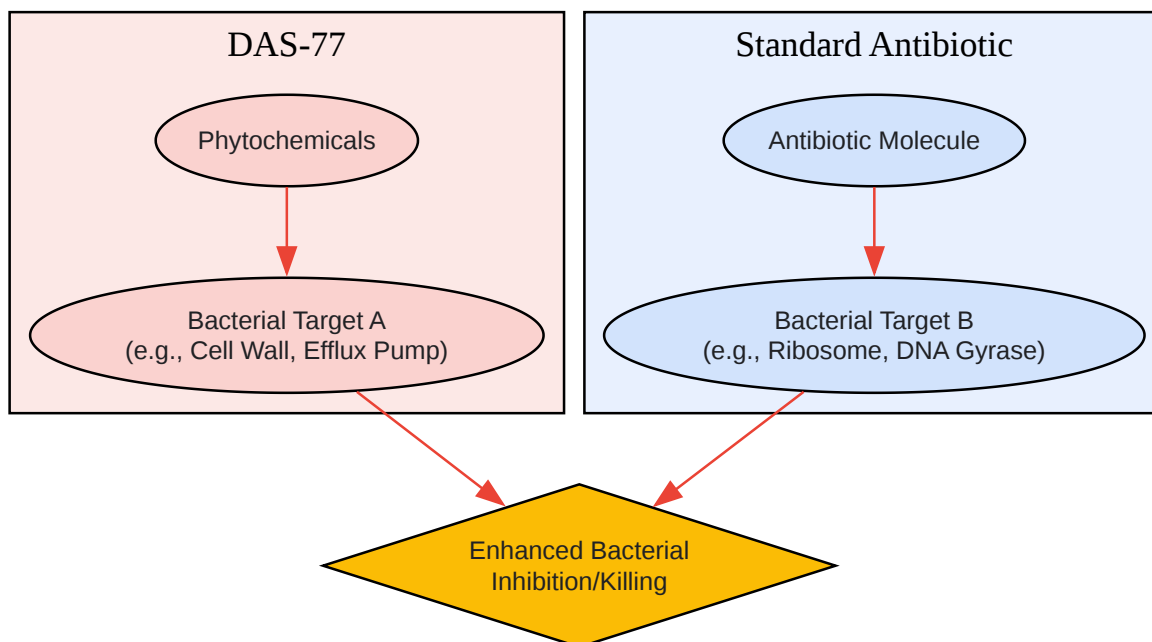 DAS-77
Phytochemicals
Bacterial Target A
(e.g., Cell Wall, Efflux Pump)
Standard Antibiotic
Antibiotic Molecule
Bacterial Target B
(e.g., Ribosome, DNA Gyrase)
Enhanced Bacterial
Inhibition/Killing